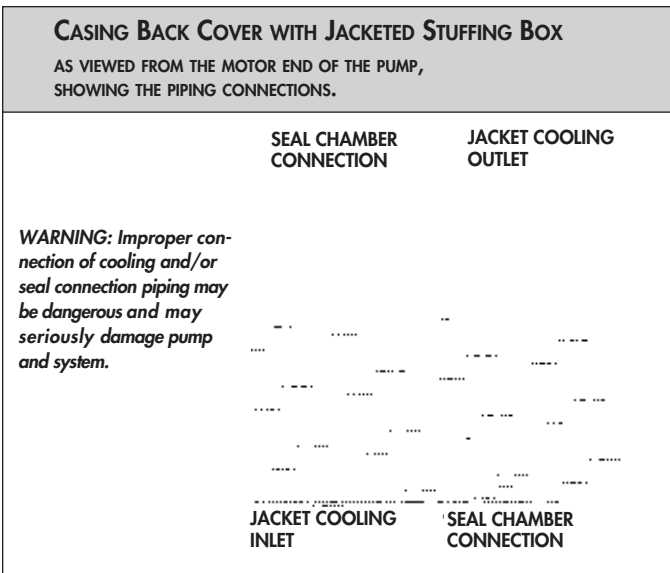 CASING BACK COVER WITH JACKETED STUFFING BOX
AS VIEWED FROM THE MOTOR END OF THE PUMP,
SHOWING THE PIPING CONNECTIONS.
SEAL CHAMBER
CONNECTION
JACKET COOLING
OUTLET
WARNING: Improper con-
nection of cooling and/or
seal connection piping may
be dangerous and may
seriously damage pump
and system.
JACKET COOLING
INLET
SEAL CHAMBER
CONNECTION